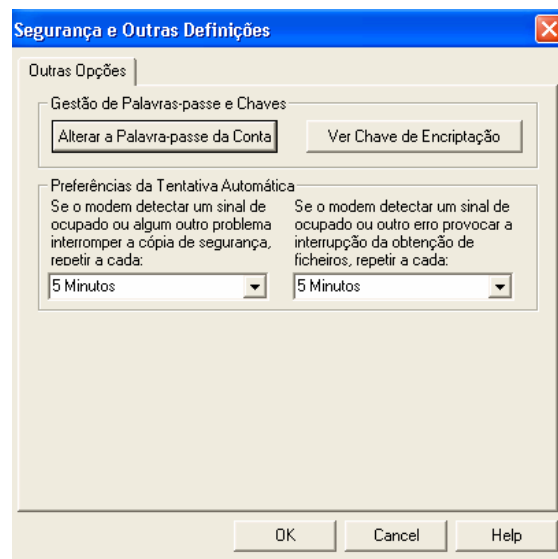 Segurança e Outras Definições
Outras Opções
Gestão de Palavras-passe e Chaves
Alterar a Palavra-passe da Conta
Ver Chave de Encriptação
Preferências da Tentativa Automática
Se o modem detectar um sinal de
ocupado ou algum outro problema
interromper a cópia de segurança,
repetir a cada:
5 Minutos
Se o modem detectar um sinal de
ocupado ou outro erro provocar a
interrupção da obtenção de
ficheiros, repetir a cada:
5 Minutos
OK
Cancel
Help